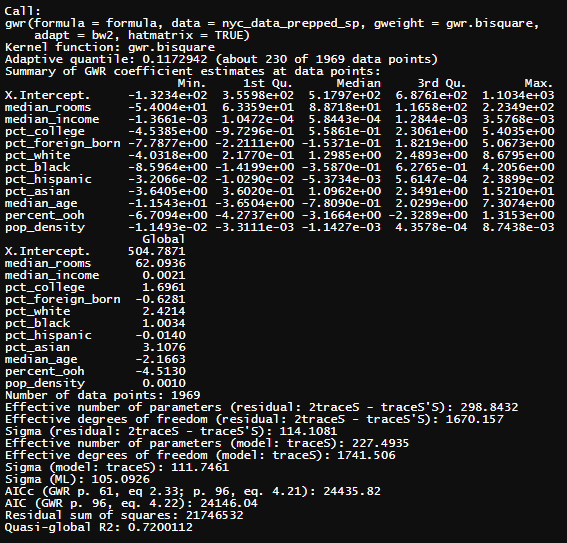 Call:
gwr(formula = formula, data = nyc_data_prepped_sp, gweight = gwr.bisquare,
    adapt = bw2, hatmatrix = TRUE)
Kernel function: gwr.bisquare
Adaptive quantile: 0.1172942 (about 230 of 1969 data points)
Summary of GWR coefficient estimates at data points:
                        Min.     1st Qu.      Median     3rd Qu.        Max.
X.Intercept.     -1.3234e+02  3.5598e+02  5.1797e+02  6.8761e+02  1.1034e+03
median_rooms     -5.4004e+01  6.3359e+01  8.8718e+01  1.1658e+02  2.2349e+02
median_income    -1.3661e-03  1.0472e-04  5.8443e-04  1.2844e-03  3.5768e-03
pct_college      -4.5385e+00 -9.7296e-01  5.5861e-01  2.3061e+00  5.4035e+00
pct_foreign_born -7.7877e+00 -2.2111e+00 -1.5371e-01  1.8219e+00  5.0673e+00
pct_white        -4.0318e+00  2.1770e-01  1.2985e+00  2.4893e+00  8.6795e+00
pct_black        -8.5964e+00 -1.4199e+00 -3.5870e-01  6.2765e-01  4.2056e+00
pct_hispanic     -3.2066e-02 -1.0290e-02 -5.3734e-03  5.6147e-04  2.3899e-02
pct_asian        -3.6405e+00  3.6020e-01  1.0962e+00  2.3491e+00  1.5210e+01
median_age       -1.1543e+01 -3.6504e+00 -7.8090e-01  2.0299e+00  7.3074e+00
percent_ooh      -6.7094e+00 -4.2737e+00 -3.1664e+00 -2.3289e+00  1.3153e+00
pop_density      -1.1493e-02 -3.3111e-03 -1.1427e-03  4.3578e-04  8.7438e-03
                   Global
X.Intercept.     504.7871
median_rooms      62.0936
median_income      0.0021
pct_college        1.6961
pct_foreign_born  -0.6281
pct_white          2.4214
pct_black          1.0034
pct_hispanic      -0.0140
pct_asian          3.1076
median_age        -2.1663
percent_ooh       -4.5130
pop_density        0.0010
Number of data points: 1969
Effective number of parameters (residual: 2traceS - traceS'S): 298.8432
Effective degrees of freedom (residual: 2traceS - traceS'S): 1670.157
Sigma (residual: 2traceS - traceS'S): 114.1081
Effective number of parameters (model: traceS): 227.4935
Effective degrees of freedom (model: traceS): 1741.506
Sigma (model: traceS): 111.7461
Sigma (ML): 105.0926
AICc (GWR p. 61, eq 2.33; p. 96, eq. 4.21): 24435.82
AIC (GWR p. 96, eq. 4.22): 24146.04
Residual sum of squares: 21746532
Quasi-global R2: 0.7200112